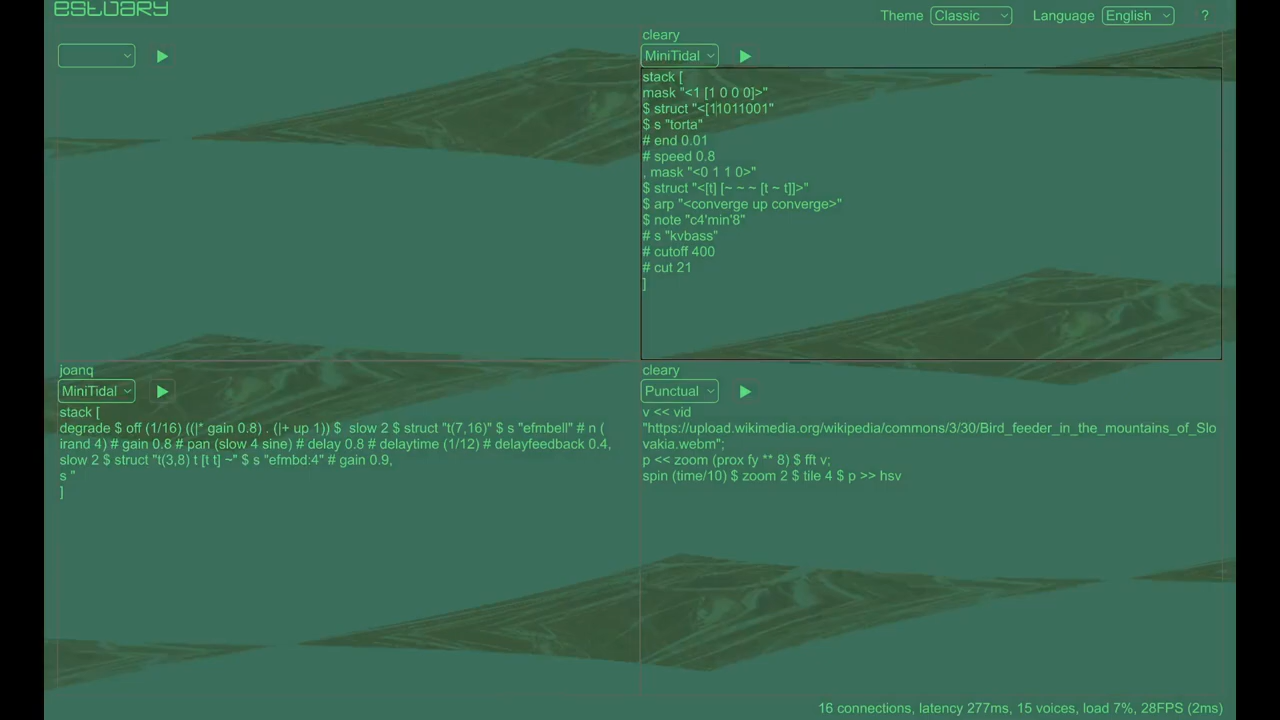 estuary
Theme Classic Language English ?
cleary
MiniTidal
stack [
mask "<1 [1 0 0 0]>"
$ struct "<[11011001"
$ s "torta"
# end 0.01
# speed 0.8
, mask "<0 1 1 0>"
$ struct "<[t] [~ ~ ~ [t ~ t]]>"
$ arp "<converge up converge>"
$ note "c4'min'8"
# s "kvbass"
# cutoff 400
# cut 21
]
joanq
MiniTidal
stack [
degrade $ off (1/16) ((|* gain 0.8) . (|+ up 1)) $  slow 2 $ struct "t(7,16)" $ s "efmbell" # n (
irand 4) # gain 0.8 # pan (slow 4 sine) # delay 0.8 # delaytime (1/12) # delayfeedback 0.4,
slow 2 $ struct "t(3,8) t [t t] ~" $ s "efmbd:4" # gain 0.9,
s "
]
cleary
Punctual
v << vid
"https://upload.wikimedia.org/wikipedia/commons/3/30/Bird_feeder_in_the_mountains_of_Slo
vakia.webm";
p << zoom (prox fy ** 8) $ fft v;
spin (time/10) $ zoom 2 $ tile 4 $ p >> hsv
16 connections, latency 277ms, 15 voices, load 7%, 28FPS (2ms)